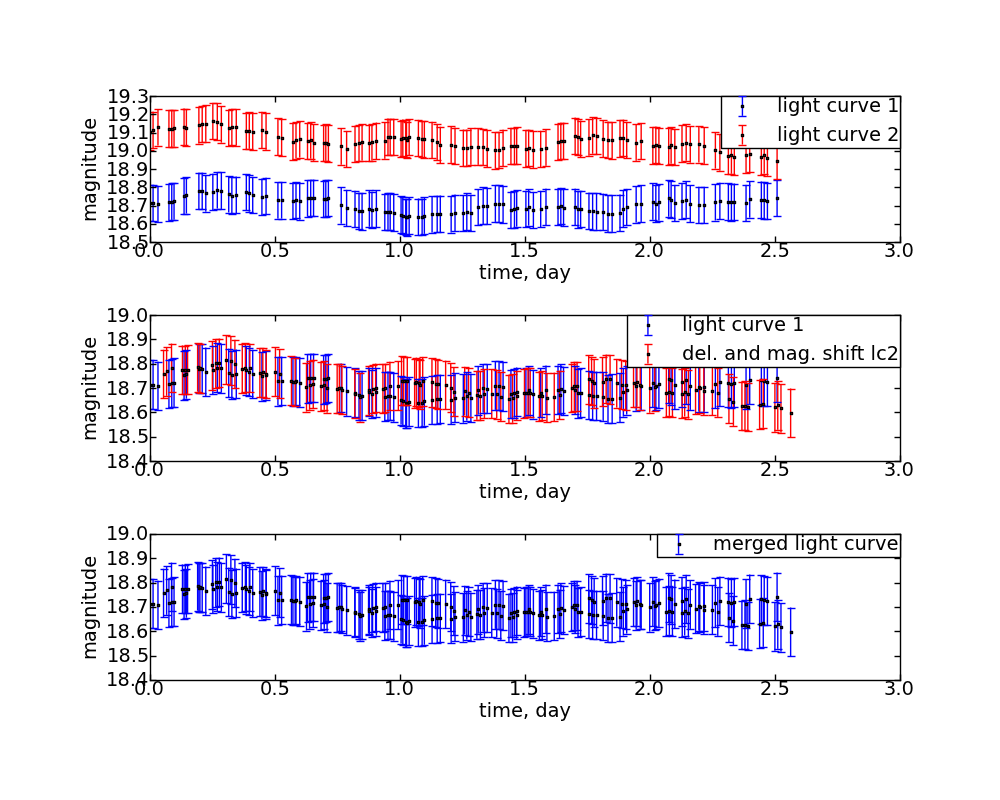 19.3
19.2
19.1
19.0
18.9
18.8
18.7
18.6
18.5
magnitude
light curve 1
light curve 2
0.0 0.5 1.0 1.5 2.0 2.5 3.0
time, day
19.0
18.9
18.8
18.7
18.6
18.5
18.4
magnitude
light curve 1
del. and mag. shift lc2
0.0 0.5 1.0 1.5 2.0 2.5 3.0
time, day
19.0
18.9
18.8
18.7
18.6
18.5
18.4
magnitude
merged light curve
0.0 0.5 1.0 1.5 2.0 2.5 3.0
time, day